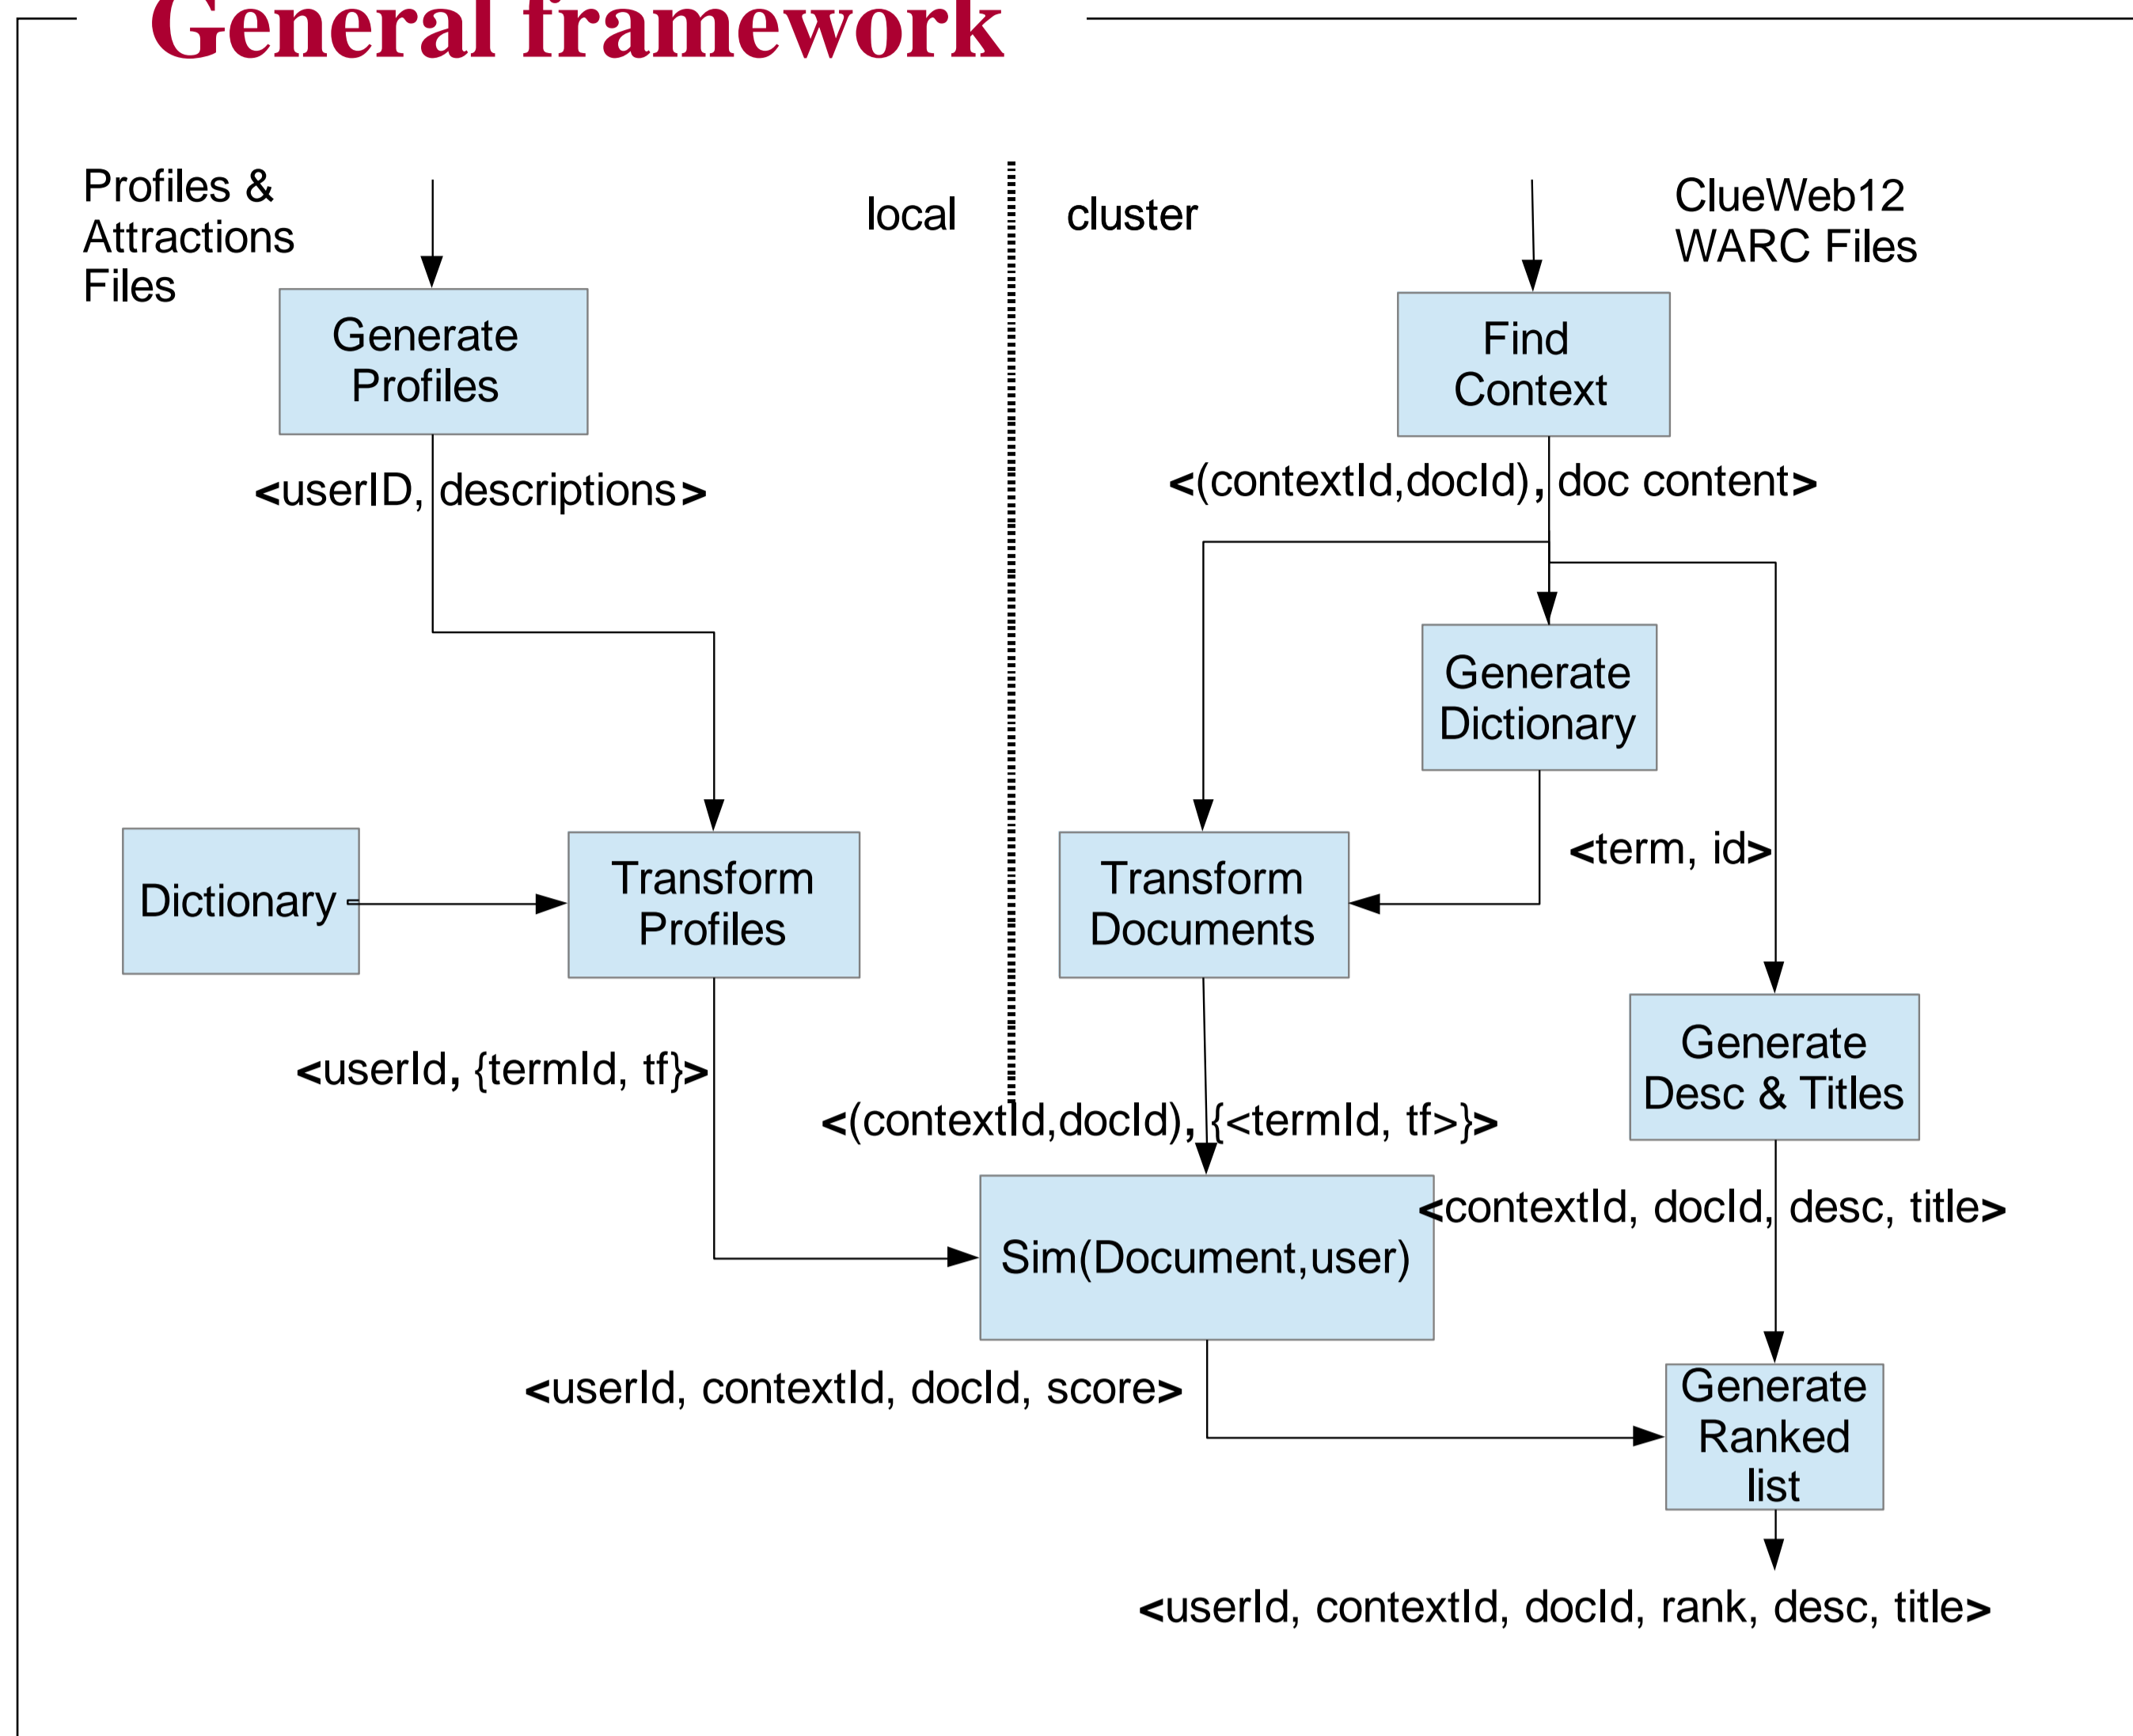 General framework
Profiles &
Attractions
Files
local
cluster
ClueWeb12
WARC Files
Generate
Profiles
Find
Context
<userID, descriptions>
<(contextId,docId), doc content>
Generate
Dictionary
<term, id>
Dictionary
Transform
Profiles
Transform
Documents
Generate
Desc & Titles
<userId, {termId, tf}>
<(contextId,docId), {<termId, tf>}>
<contextId, docId, desc, title>
Sim(Document,user)
<userId, contextId, docId, score>
Generate
Ranked
list
<userId, contextId, docId, rank, desc, title>